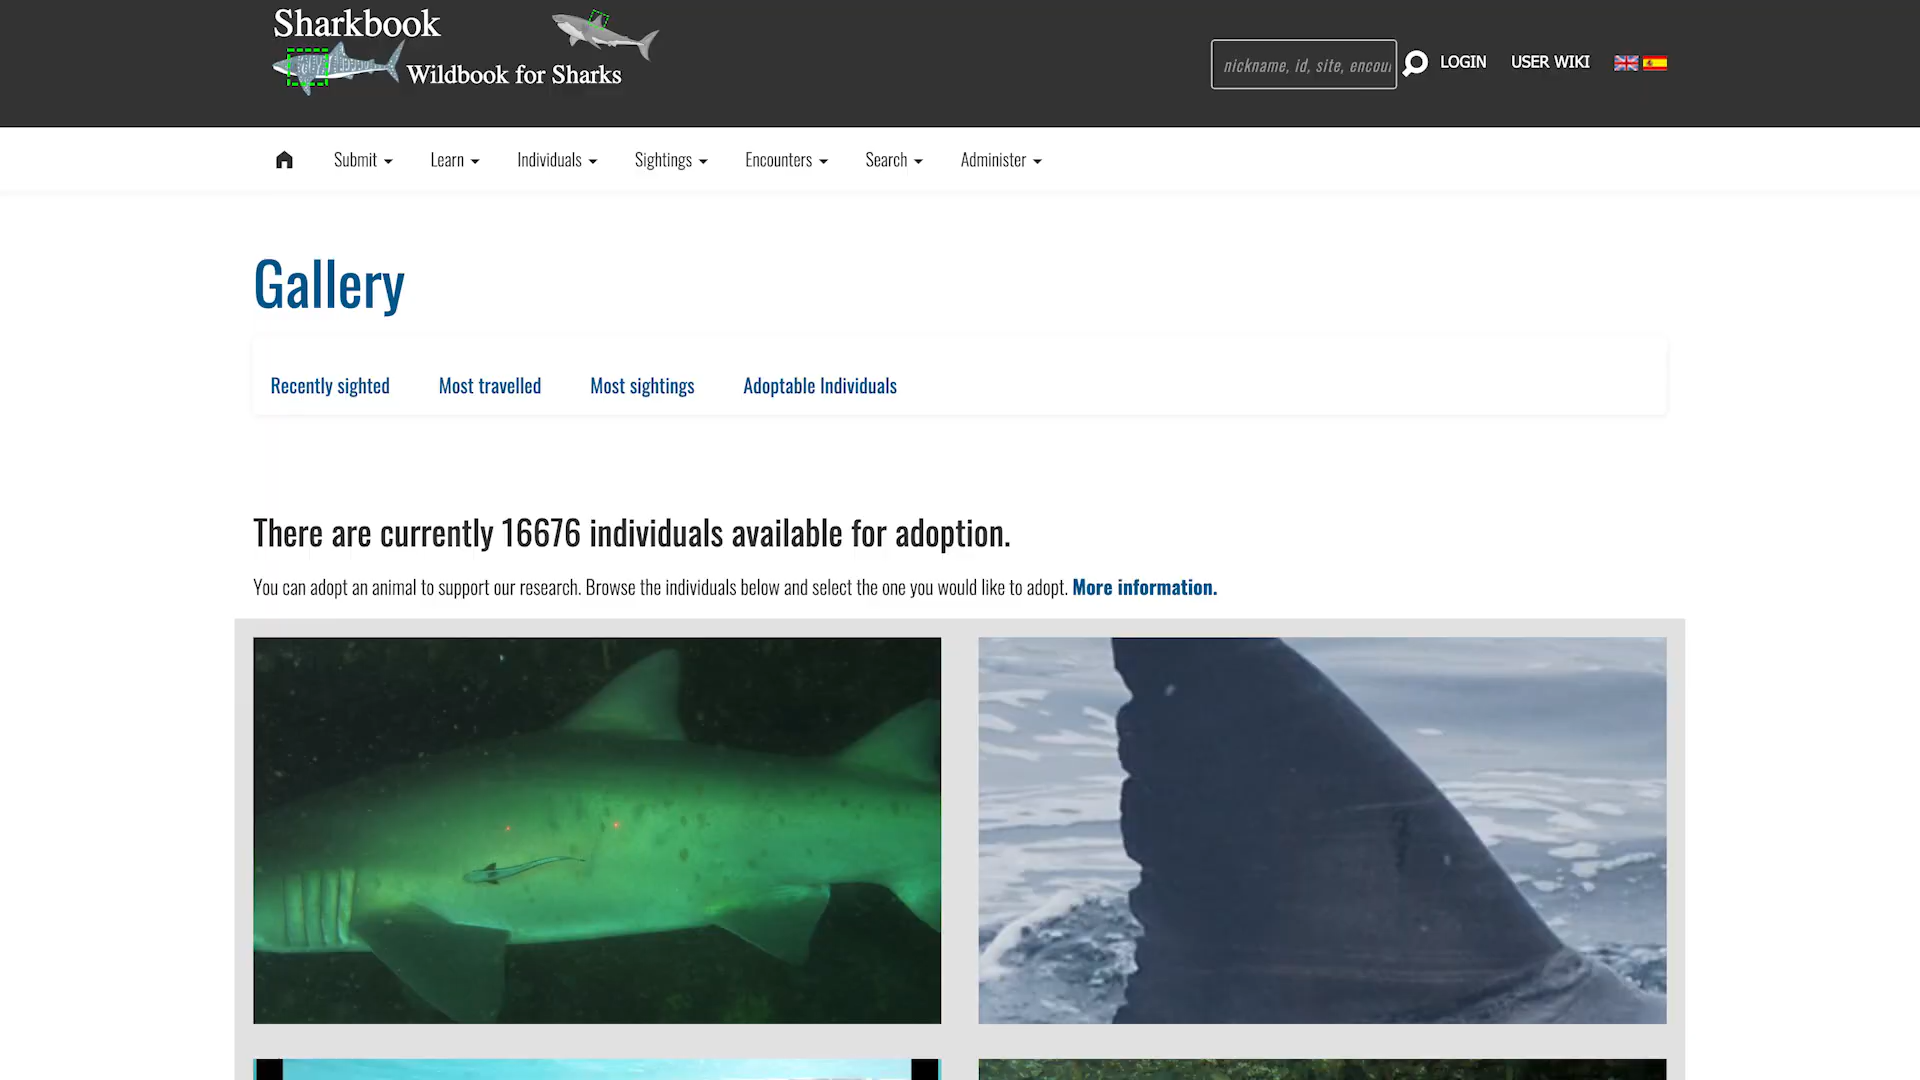 Sharkbook
Wildbook for Sharks
nickname, id, site, encou
LOGIN
USER WIKI
Submit
Learn
Individuals
Sightings
Encounters
Search
Administer
Gallery
Recently sighted
Most travelled
Most sightings
Adoptable Individuals
There are currently 16676 individuals available for adoption.
You can adopt an animal to support our research. Browse the individuals below and select the one you would like to adopt. More information.